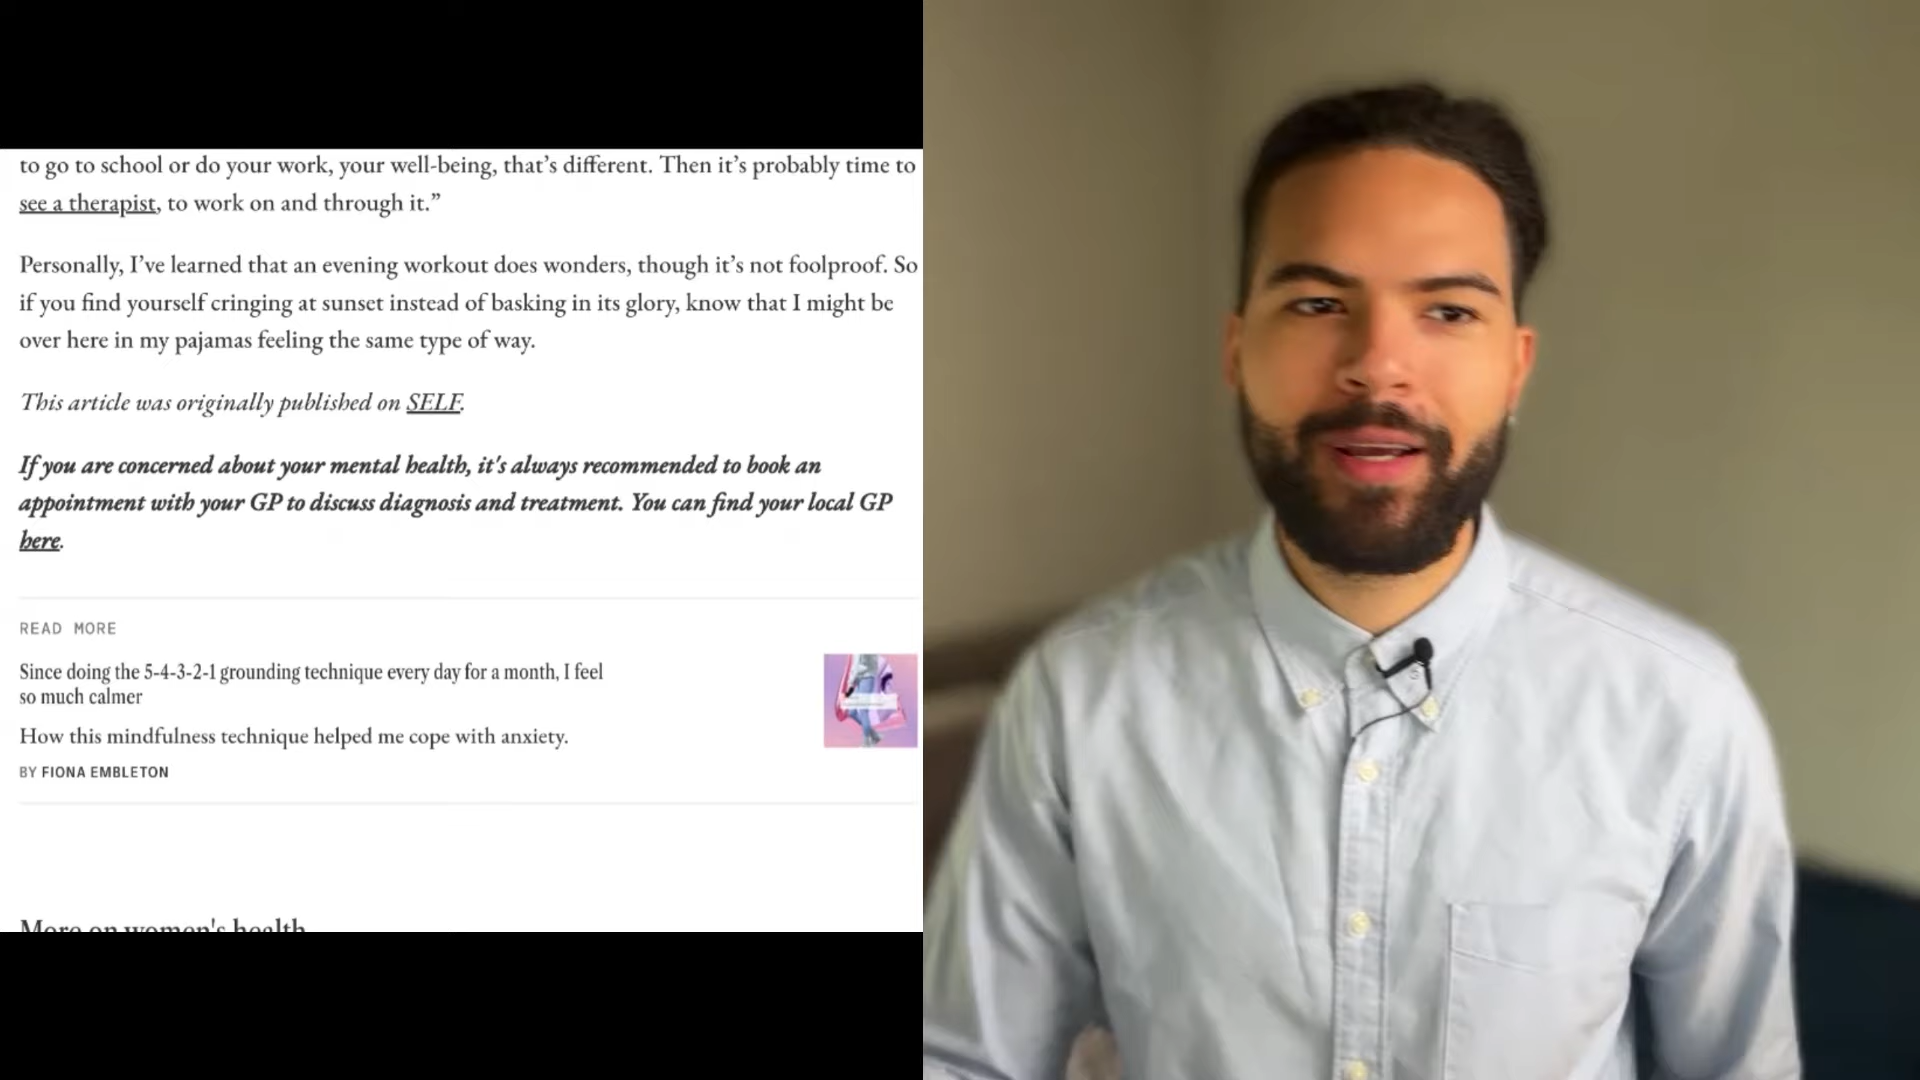 to go to school or do your work, your well-being, that’s different. Then it’s probably time to
see a therapist, to work on and through it.”
Personally, I’ve learned that an evening workout does wonders, though it’s not foolproof. So
if you find yourself cringing at sunset instead of basking in its glory, know that I might be
over here in my pajamas feeling the same type of way.
This article was originally published on SELF.
If you are concerned about your mental health, it's always recommended to book an
appointment with your GP to discuss diagnosis and treatment. You can find your local GP
here.
READ MORE
Since doing the 5-4-3-2-1 grounding technique every day for a month, I feel
so much calmer
How this mindfulness technique helped me cope with anxiety.
BY FIONA EMBLETON
More on women's health